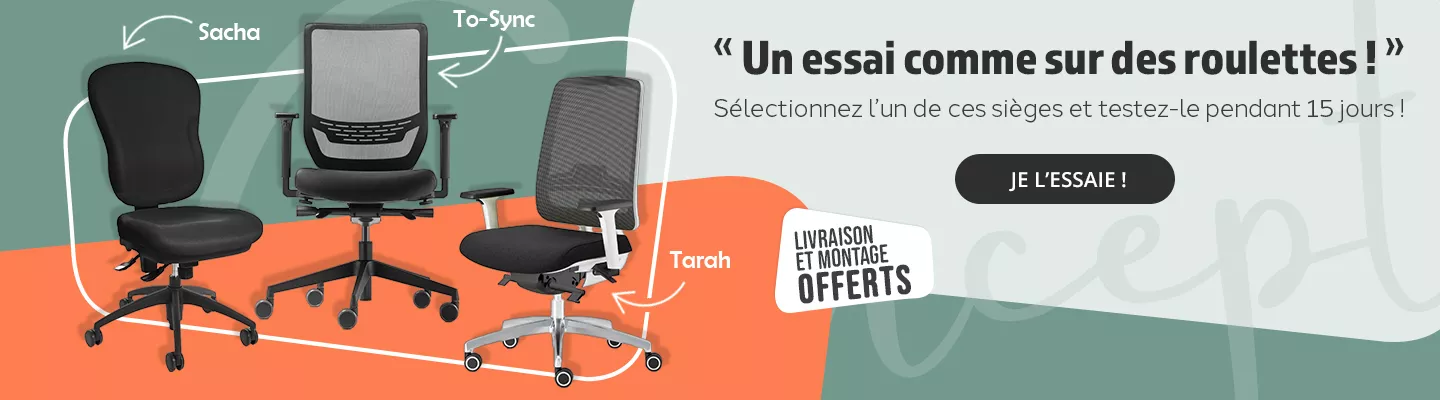 Sacha
To-Sync
Tarah
« Un essai comme sur des roulettes ! »
Sélectionnez l’un de ces sièges et testez-le pendant 15 jours !
JE L’ESSAIE !
LIVRAISON
ET MONTAGE
OFFERTS
cept